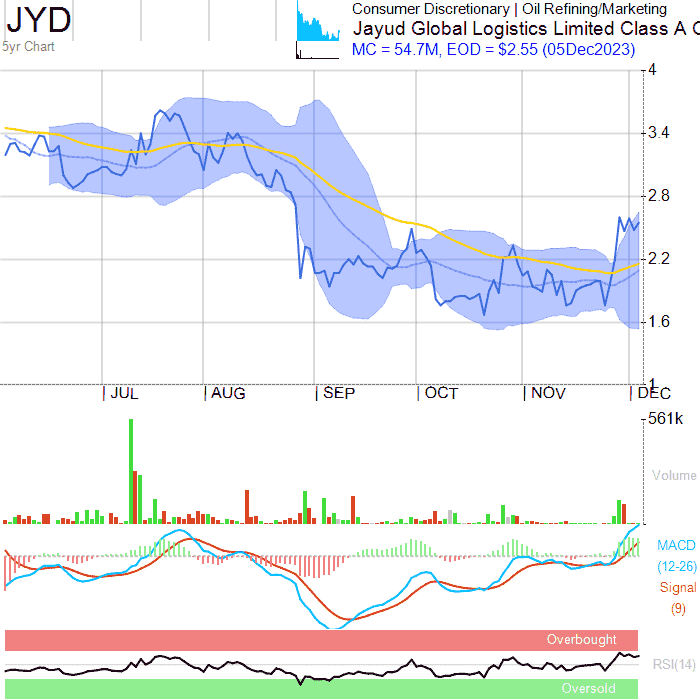 JYD
5yr Chart
Consumer Discretionary | Oil Refining/Marketing
Jayud Global Logistics Limited Class A O
MC = 54.7M, EOD = $2.55 (05Dec2023)
4
3.4
2.8
2.2
1.6
1
JUL AUG SEP OCT NOV DEC
561k
Volume
MACD
(12-26)
Signal
(9)
Overbought
RSI(14)
Oversold